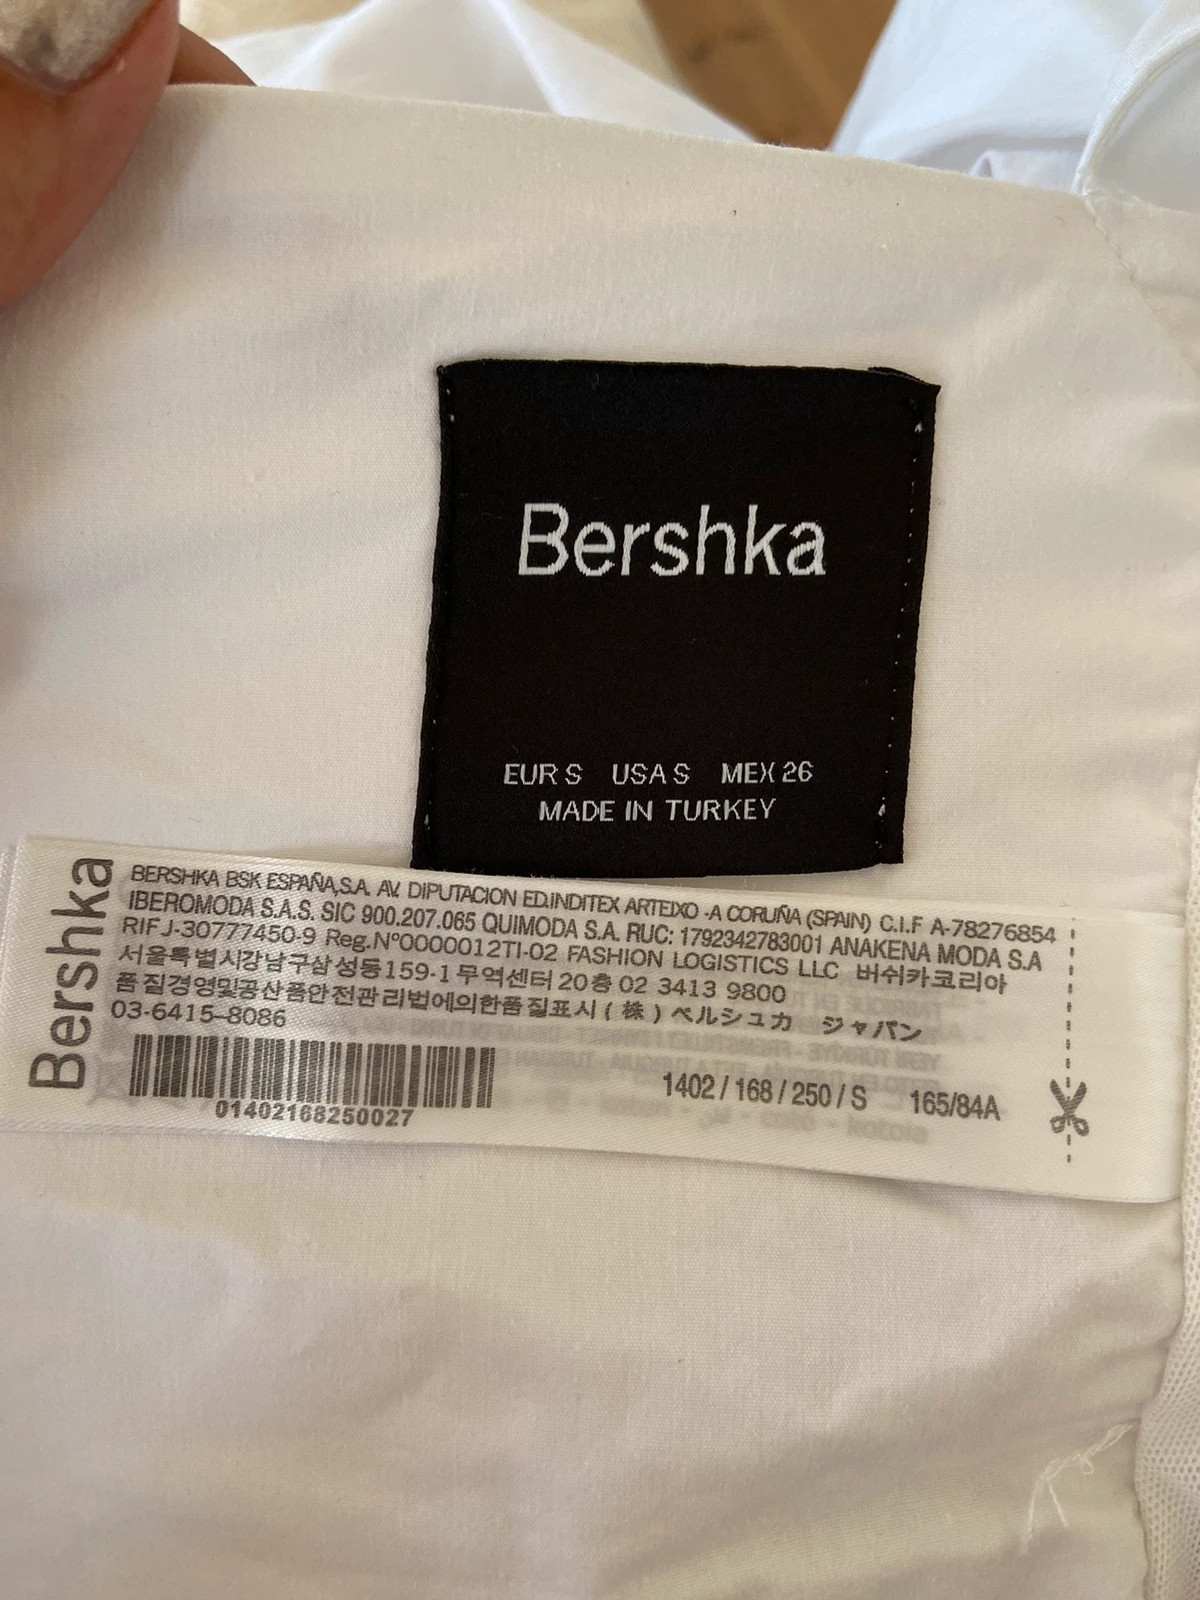 Bershka
EUR S USA S MEX 26
MADE IN TURKEY
Bershka
BERSHKA BSK ESPAÑA,S.A. AV. DIPUTACION ED.INDITEX ARTEIXO -A CORUÑA (SPAIN) C.I.F A-78276854
IBEROMODA S.A.S. SIC 900.207.065 QUIMODA S.A. RUC: 1792342783001 ANAKENA MODA S.A
RIF J-30777450-9 Reg.N°0000012TI-02 FASHION LOGISTICS LLC 버쉬카코리아
서울특별시강남구삼성동159-1 무역센터 20층 02 3413 9800
품질경영및공산품안전관리법에의한품질표시 ( 株 ) ベルシュカ ジャパン
03-6415-8086
01402168250027
1402 / 168 / 250 / S 165/84A